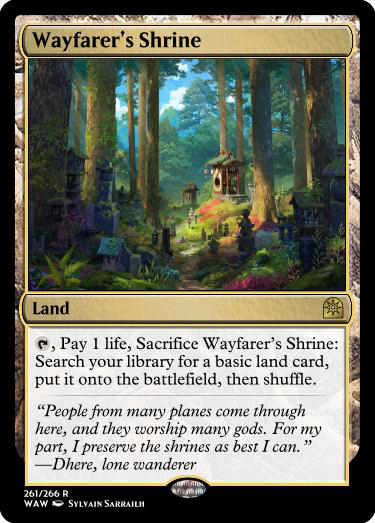 Wayfarer's Shrine
Land
, Pay 1 life, Sacrifice Wayfarer's Shrine:
Search your library for a basic land card,
put it onto the battlefield, then shuffle.
“People from many planes come through
here, and they worship many gods. For my
part, I preserve the shrines as best I can.”
—Dhere, lone wanderer
261/266 R
WAW Sylvain Sarrailh